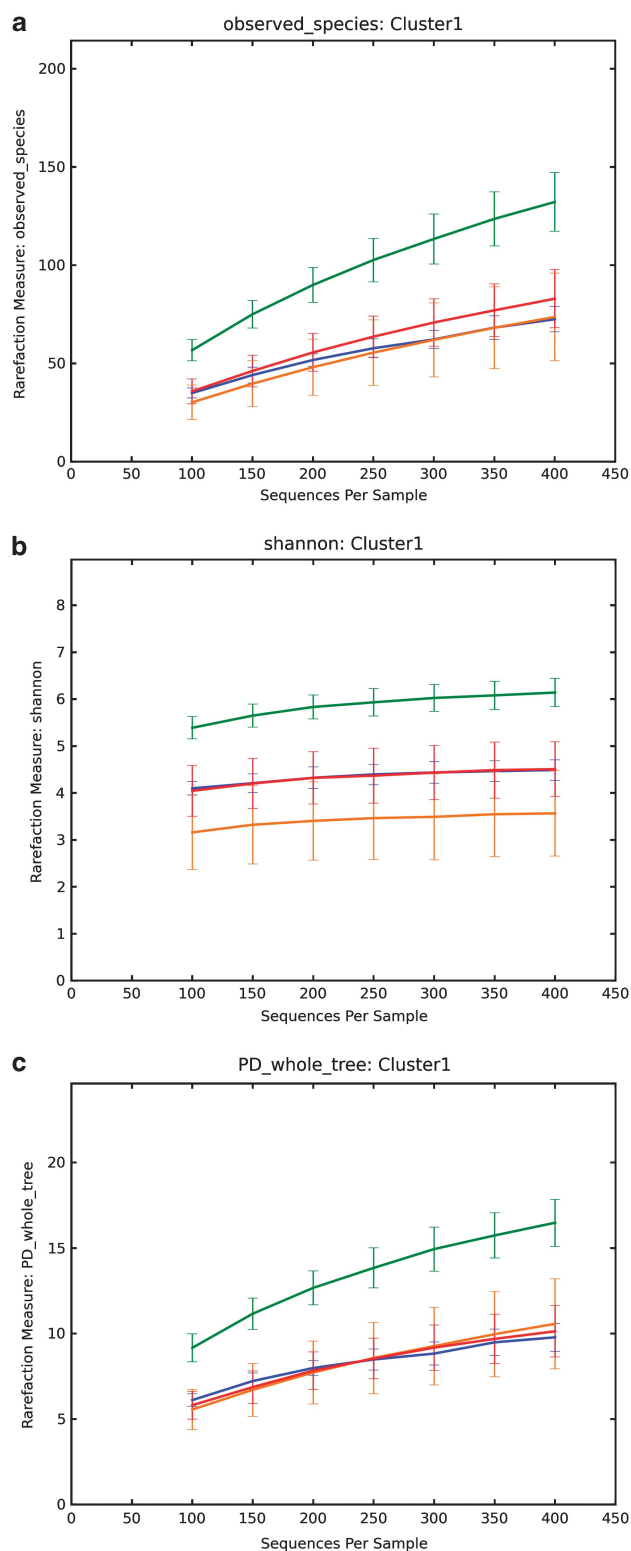 a
observed_species: Cluster1
Rarefaction Measure: observed_species
200
150
100
50
0
0 50 100 150 200 250 300 350 400 450
Sequences Per Sample
b
shannon: Cluster1
Rarefaction Measure: shannon
8
7
6
5
4
3
2
1
0
0 50 100 150 200 250 300 350 400 450
Sequences Per Sample
c
PD_whole_tree: Cluster1
Rarefaction Measure: PD_whole_tree
20
15
10
5
0
0 50 100 150 200 250 300 350 400 450
Sequences Per Sample